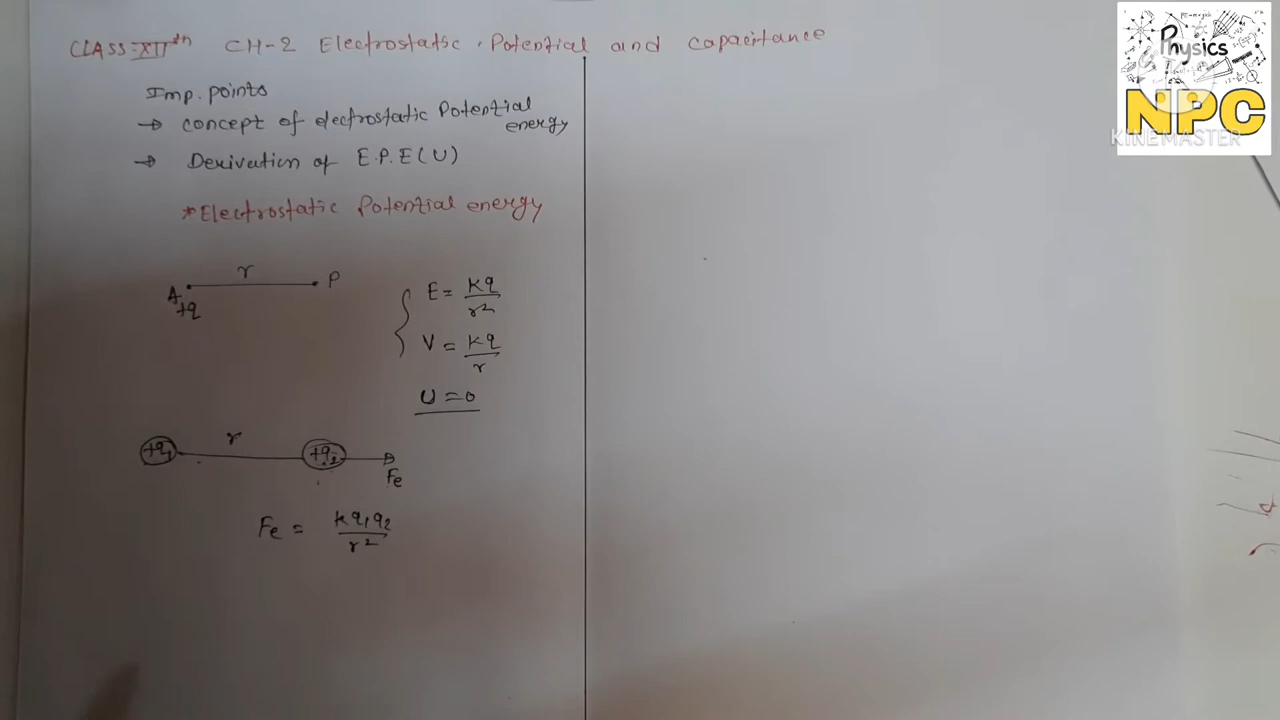 CLASS-XIIth CH-2 Electrostatic Potential and capacitance
Imp. points
→ concept of electrostatic Potential energy
→ Derivation of E.P.E(U)
*Electrostatic Potential energy
r
A P
+q
E = kq/r²
V = kq/r
U = 0
+q1 r +q2
Fe
Fe = kq1q2/r²
Physics
NPC
KINEMASTER